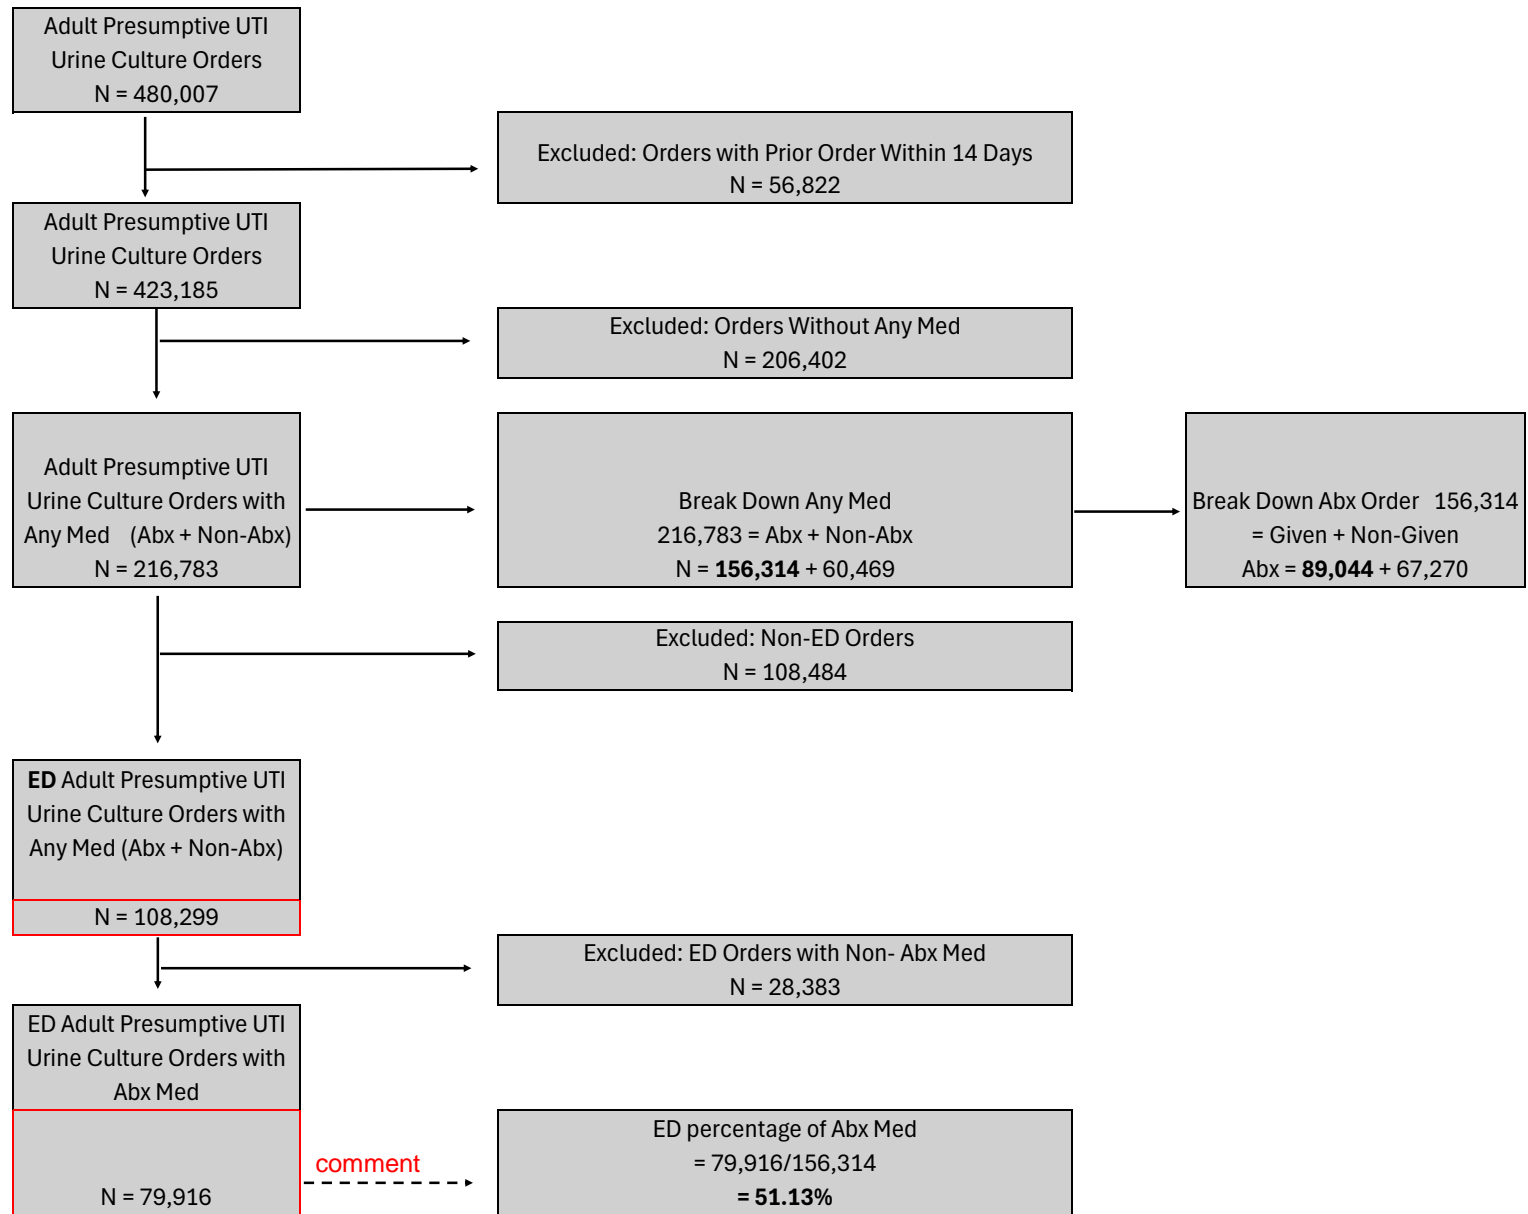 Adult Presumptive UTI
Urine Culture Orders
N = 480,007
Excluded: Orders with Prior Order Within 14 Days
N = 56,822
Adult Presumptive UTI
Urine Culture Orders
N = 423,185
Excluded: Orders Without Any Med
N = 206,402
Adult Presumptive UTI
Urine Culture Orders with
Any Med (Abx + Non-Abx)
N = 216,783
Break Down Any Med
216,783 = Abx + Non-Abx
N = 156,314 + 60,469
Break Down Abx Order 156,314
= Given + Non-Given
Abx = 89,044 + 67,270
Excluded: Non-ED Orders
N = 108,484
ED Adult Presumptive UTI
Urine Culture Orders with
Any Med (Abx + Non-Abx)
N = 108,299
Excluded: ED Orders with Non- Abx Med
N = 28,383
ED Adult Presumptive UTI
Urine Culture Orders with
Abx Med
N = 79,916
comment
ED percentage of Abx Med
= 79,916/156,314
= 51.13%